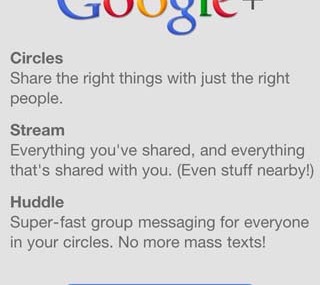 Google+
Circles
Share the right things with just the right
people.
Stream
Everything you've shared, and everything
that's shared with you. (Even stuff nearby!)
Huddle
Super-fast group messaging for everyone
in your circles. No more mass texts!